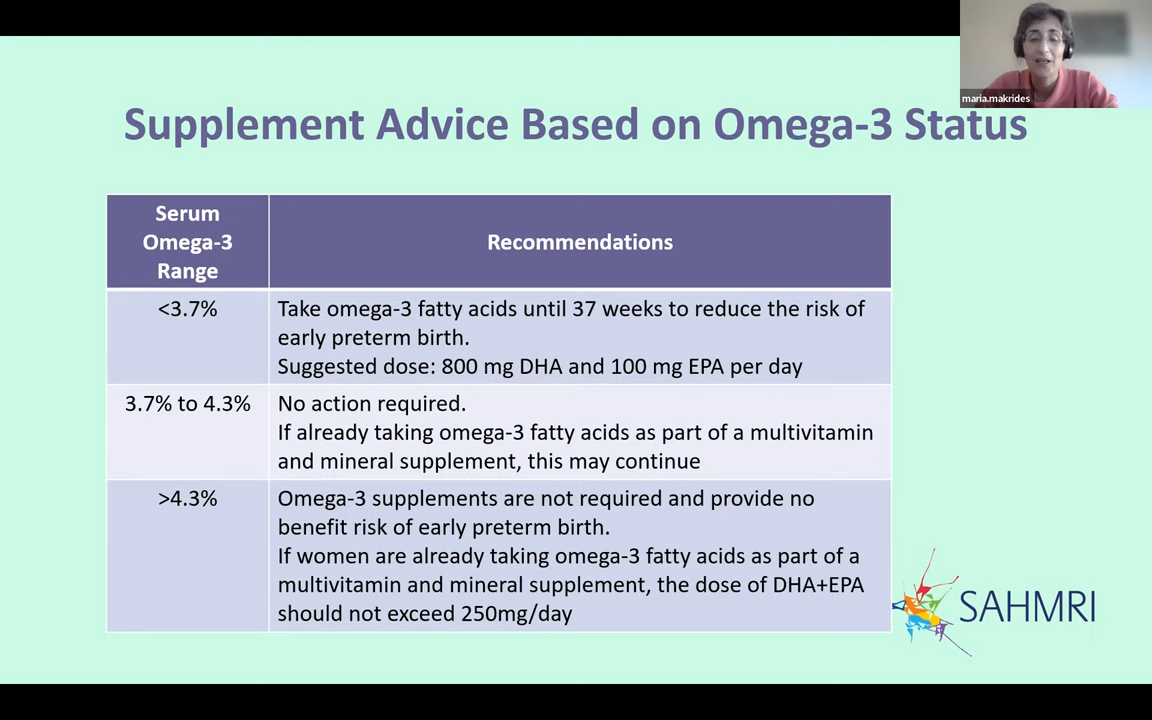 maria.makrides
Supplement Advice Based on Omega-3 Status
Serum
Omega-3
Range
Recommendations
<3.7%
Take omega-3 fatty acids until 37 weeks to reduce the risk of
early preterm birth.
Suggested dose: 800 mg DHA and 100 mg EPA per day
3.7% to 4.3%
No action required.
If already taking omega-3 fatty acids as part of a multivitamin
and mineral supplement, this may continue
>4.3%
Omega-3 supplements are not required and provide no
benefit risk of early preterm birth.
If women are already taking omega-3 fatty acids as part of a
multivitamin and mineral supplement, the dose of DHA+EPA
should not exceed 250mg/day
SAHMRI